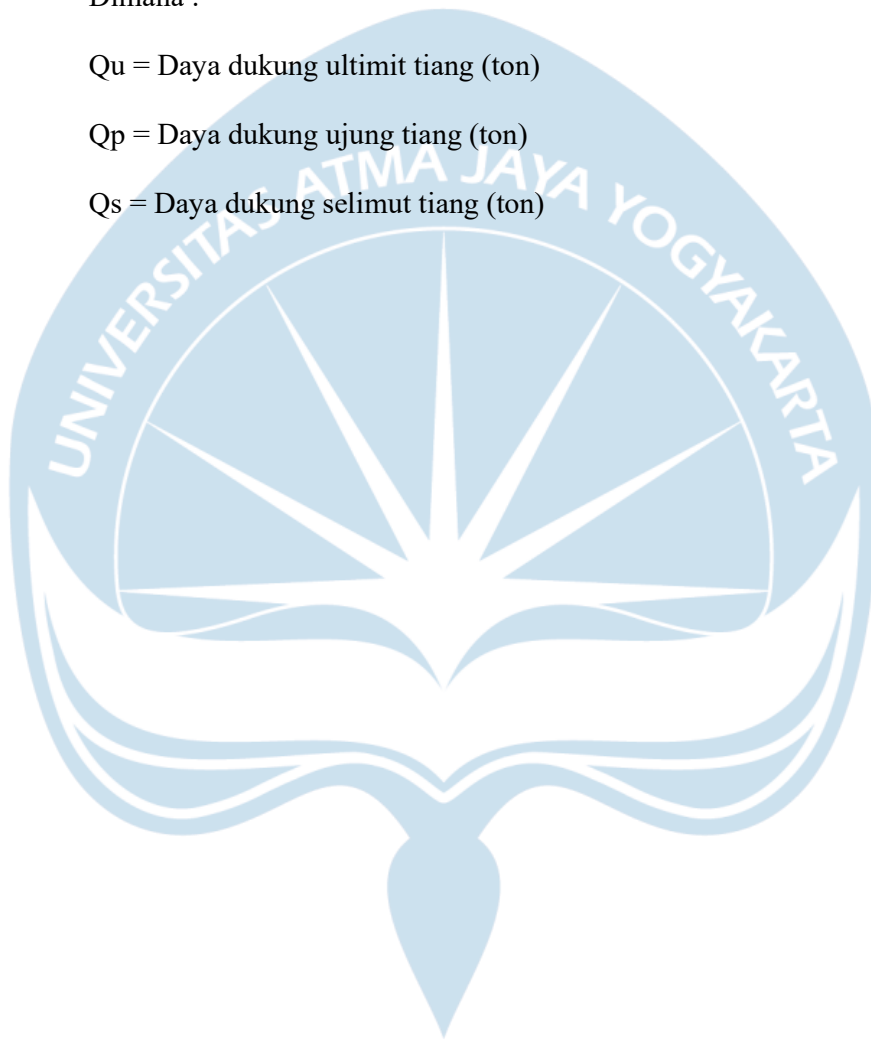 Dimana :
Qu = Daya dukung ultimit tiang (ton)
Qp = Daya dukung ujung tiang (ton)
Qs = Daya dukung selimut tiang (ton)
UNIVERSITAS ATMA JAYA YOGYAKARTA